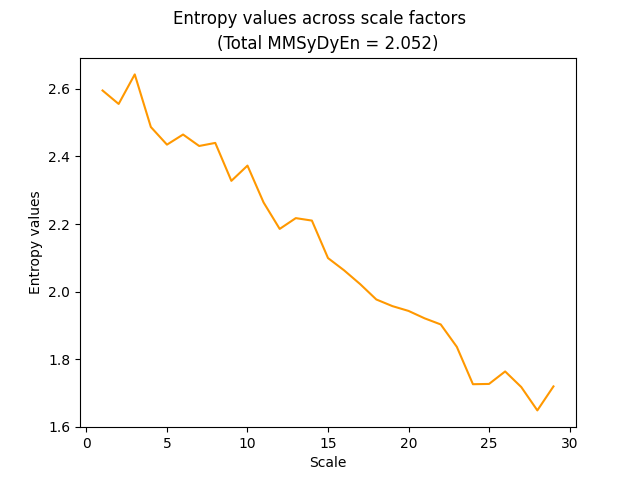 Entropy values across scale factors
(Total MMSyDyEn = 2.052)
2.6
2.4
2.2
2.0
1.8
1.6
Entropy values
0 5 10 15 20 25 30
Scale